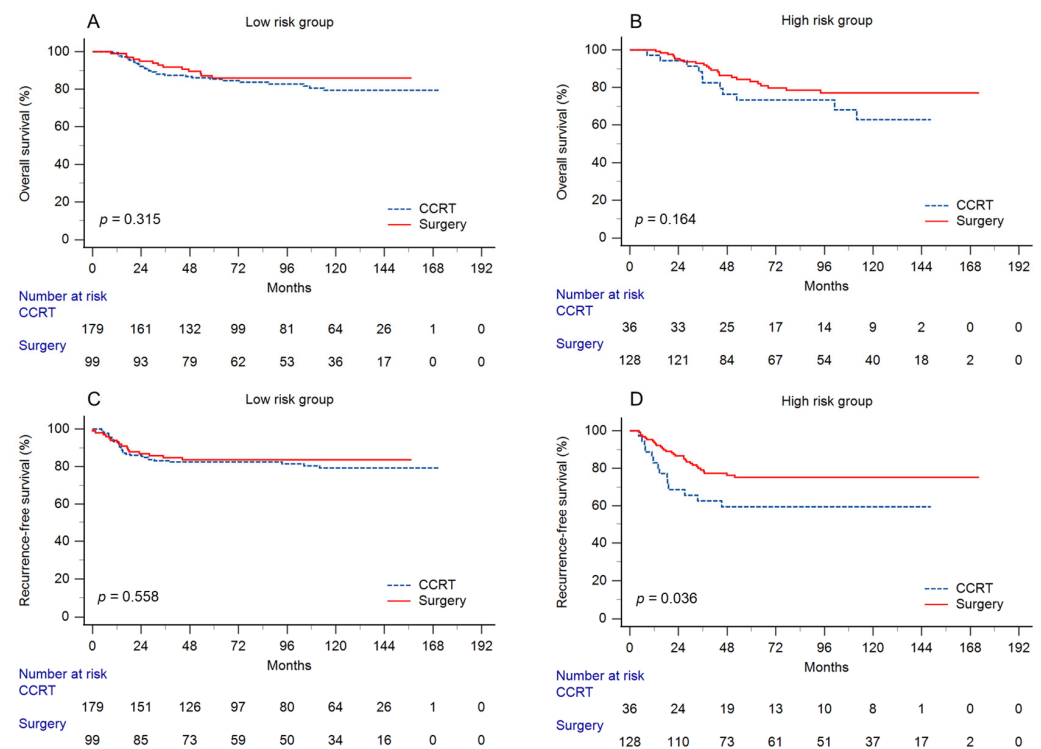 A
Low risk group
Overall survival (%)
100
80
60
40
20
0
p = 0.315
CCRT
Surgery
0 24 48 72 96 120 144 168 192
Months
Number at risk
CCRT
179 161 132 99 81 64 26 1 0
Surgery
99 93 79 62 53 36 17 0 0
B
High risk group
Overall survival (%)
100
80
60
40
20
0
p = 0.164
CCRT
Surgery
0 24 48 72 96 120 144 168 192
Months
Number at risk
CCRT
36 33 25 17 14 9 2 0 0
Surgery
128 121 84 67 54 40 18 2 0
C
Low risk group
Recurrence-free survival (%)
100
80
60
40
20
0
p = 0.558
CCRT
Surgery
0 24 48 72 96 120 144 168 192
Months
Number at risk
CCRT
179 151 126 97 80 64 26 1 0
Surgery
99 85 73 59 50 34 16 0 0
D
High risk group
Recurrence-free survival (%)
100
80
60
40
20
0
p = 0.036
CCRT
Surgery
0 24 48 72 96 120 144 168 192
Months
Number at risk
CCRT
36 24 19 13 10 8 1 0 0
Surgery
128 110 73 61 51 37 17 2 0